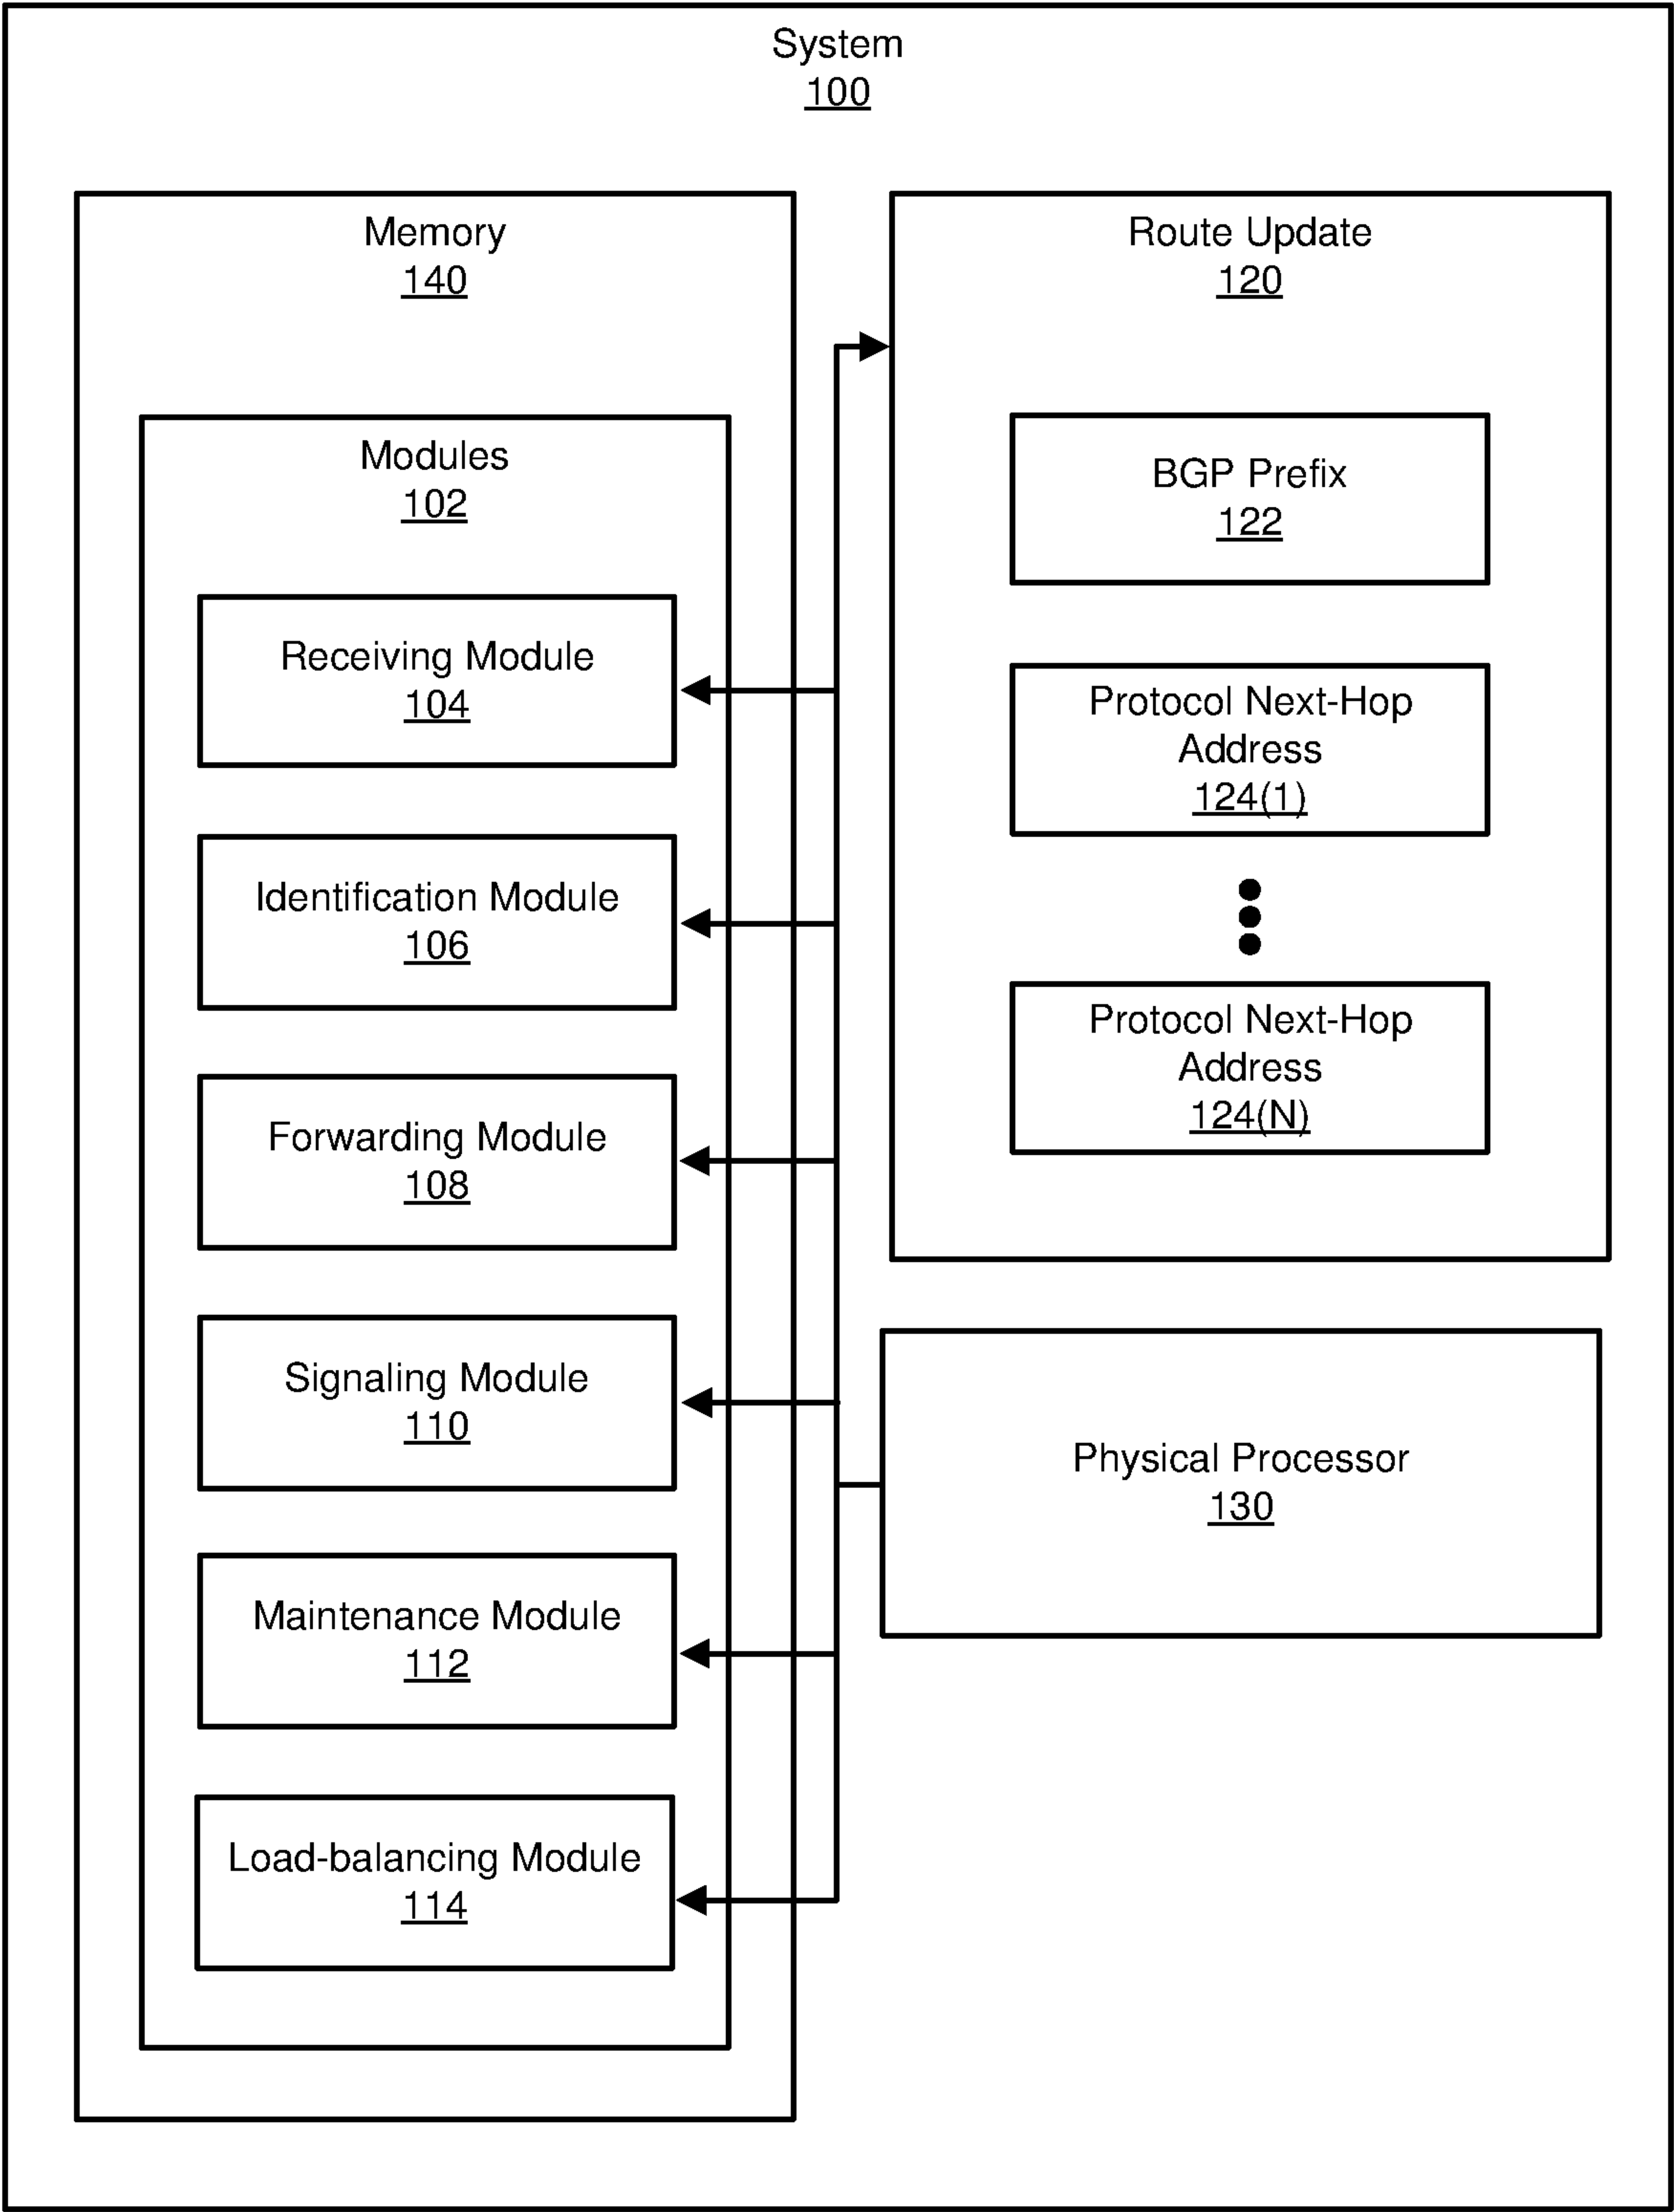 System
100
Memory
140
Modules
102
Receiving Module
104
Identification Module
106
Forwarding Module
108
Signaling Module
110
Maintenance Module
112
Load-balancing Module
114
Route Update
120
BGP Prefix
122
Protocol Next-Hop
Address
124(1)
Protocol Next-Hop
Address
124(N)
Physical Processor
130